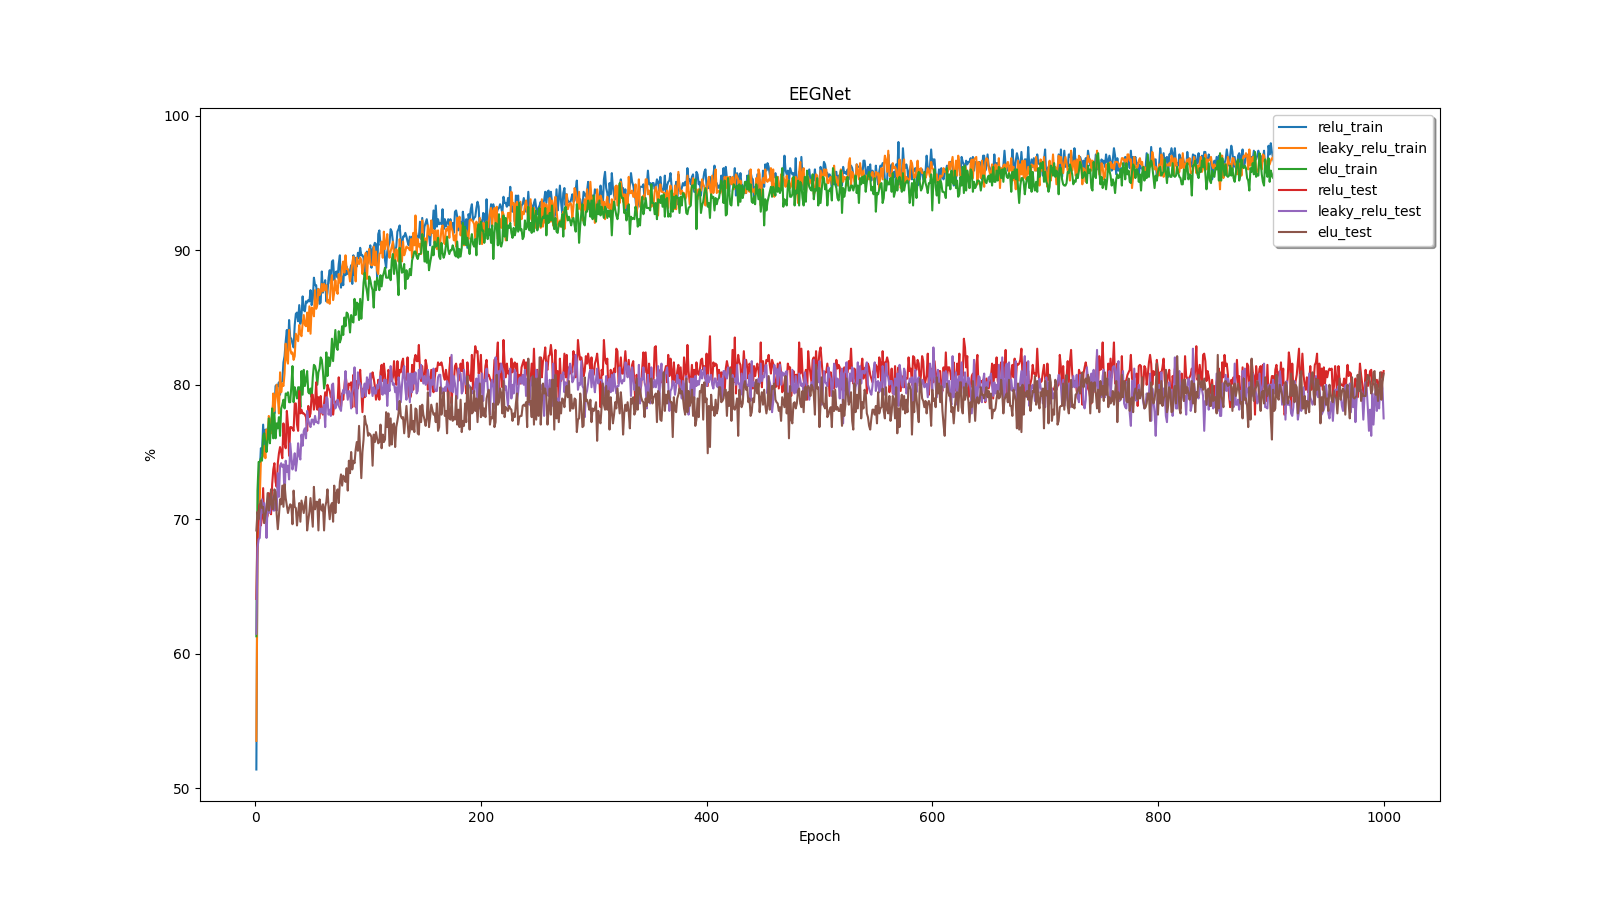 EEGNet
100
90
80
70
60
50
%
0 200 400 600 800 1000
Epoch
relu_train
leaky_relu_train
elu_train
relu_test
leaky_relu_test
elu_test